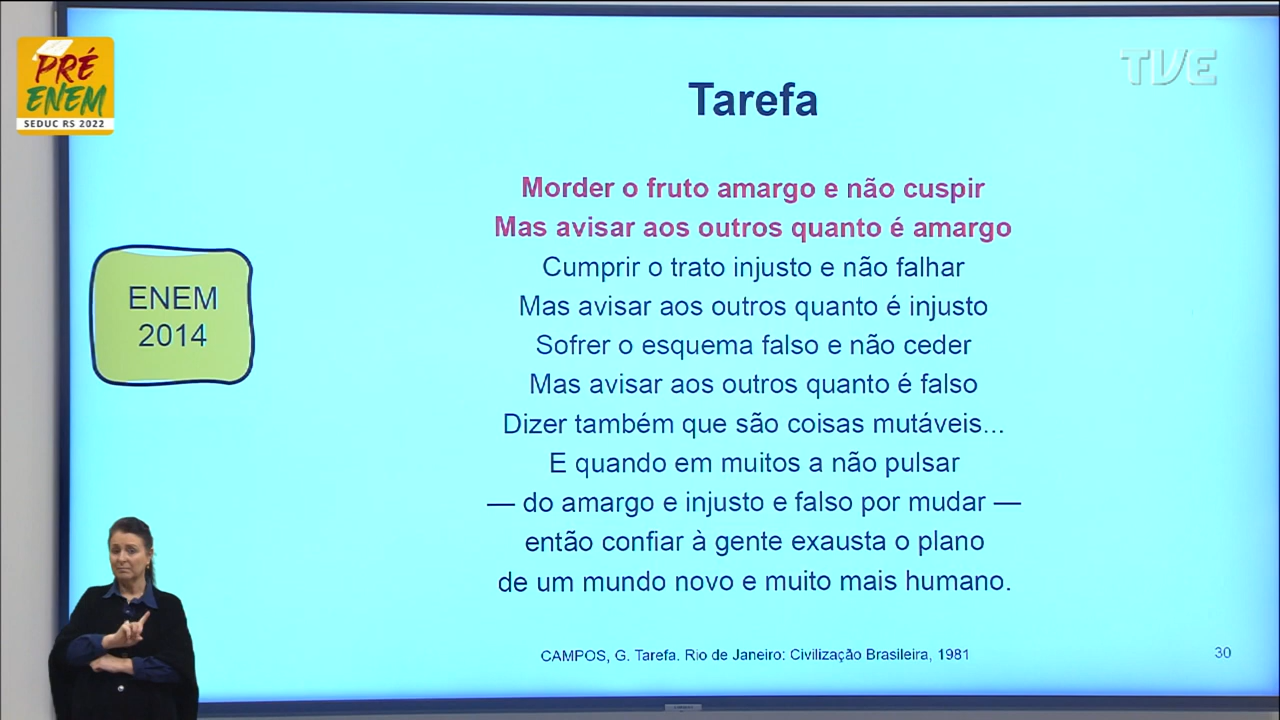 PRÉ
ENEM
SEDUC RS 2022
TVE
Tarefa
Morder o fruto amargo e não cuspir
Mas avisar aos outros quanto é amargo
Cumprir o trato injusto e não falhar
Mas avisar aos outros quanto é injusto
Sofrer o esquema falso e não ceder
Mas avisar aos outros quanto é falso
Dizer também que são coisas mutáveis...
E quando em muitos a não pulsar
— do amargo e injusto e falso por mudar —
então confiar à gente exausta o plano
de um mundo novo e muito mais humano.
ENEM
2014
CAMPOS, G. Tarefa. Rio de Janeiro: Civilização Brasileira, 1981
30